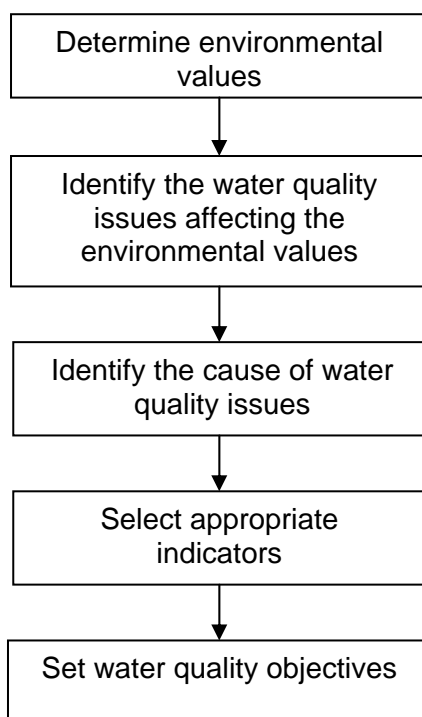 Determine environmental
values
Identify the water quality
issues affecting the
environmental values
Identify the cause of water
quality issues
Select appropriate
indicators
Set water quality objectives